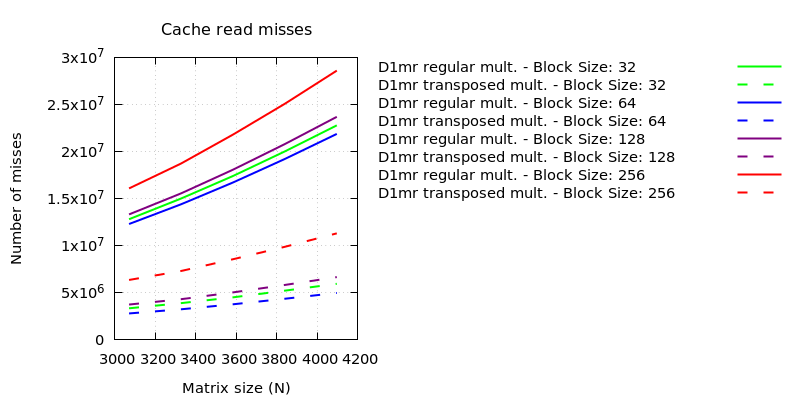 Cache read misses
3x10^7
2.5x10^7
2x10^7
1.5x10^7
1x10^7
5x10^6
0
Number of misses
3000 3200 3400 3600 3800 4000 4200
Matrix size (N)
D1mr regular mult. - Block Size: 32
D1mr transposed mult. - Block Size: 32
D1mr regular mult. - Block Size: 64
D1mr transposed mult. - Block Size: 64
D1mr regular mult. - Block Size: 128
D1mr transposed mult. - Block Size: 128
D1mr regular mult. - Block Size: 256
D1mr transposed mult. - Block Size: 256